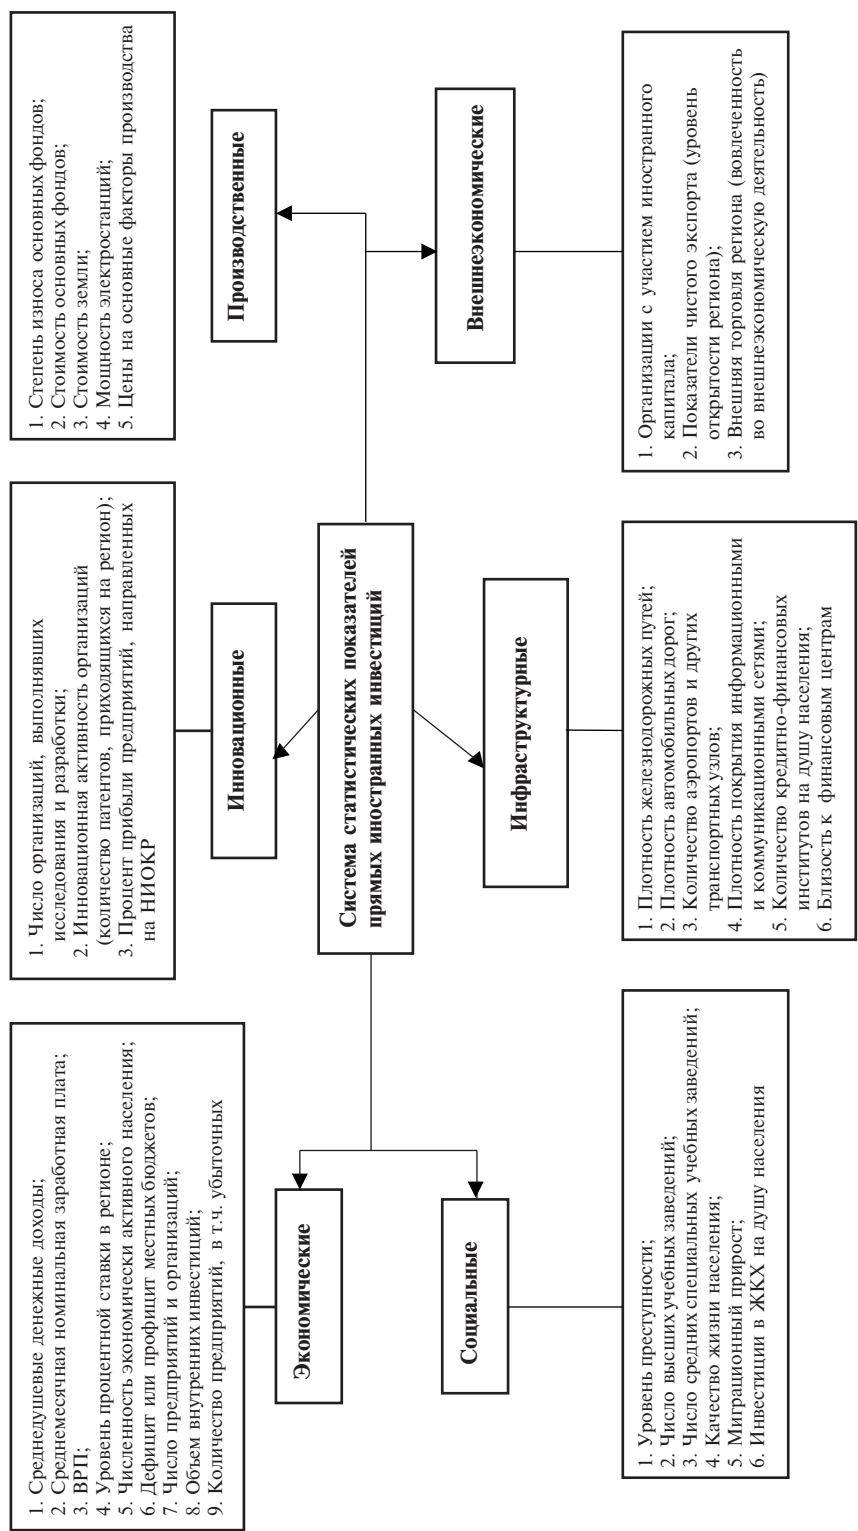 1. Среднедушевые денежные доходы;
2. Среднемесячная номинальная заработная плата;
3. ВРП;
4. Уровень процентной ставки в регионе;
5. Численность экономически активного населения;
6. Дефицит или профицит местных бюджетов;
7. Число предприятий и организаций;
8. Объем внутренних инвестиций;
9. Количество предприятий, в т.ч. убыточных
1. Число организаций, выполнявших
исследования и разработки;
2. Инновационная активность организаций
(количество патентов, приходящихся на регион);
3. Процент прибыли предприятий, направленных
на НИОКР
1. Степень износа основных фондов;
2. Стоимость основных фондов;
3. Стоимость земли;
4. Мощность электростанций;
5. Цены на основные факторы производства
Экономические
Инновационные
Производственные
Система статистических показателей
прямых иностранных инвестиций
Социальные
Инфраструктурные
Внешнеэкономические
1. Уровень преступности;
2. Число высших учебных заведений;
3. Число средних специальных учебных заведений;
4. Качество жизни населения;
5. Миграционный прирост;
6. Инвестиции в ЖКХ на душу населения
1. Плотность железнодорожных путей;
2. Плотность автомобильных дорог;
3. Количество аэропортов и других
транспортных узлов;
4. Плотность покрытия информационными
и коммуникационными сетями;
5. Количество кредитно-финансовых
институтов на душу населения;
6. Близость к финансовым центрам
1. Организации с участием иностранного
капитала;
2. Показатели чистого экспорта (уровень
открытости региона);
3. Внешняя торговля региона (вовлеченность
во внешнеэкономическую деятельность)